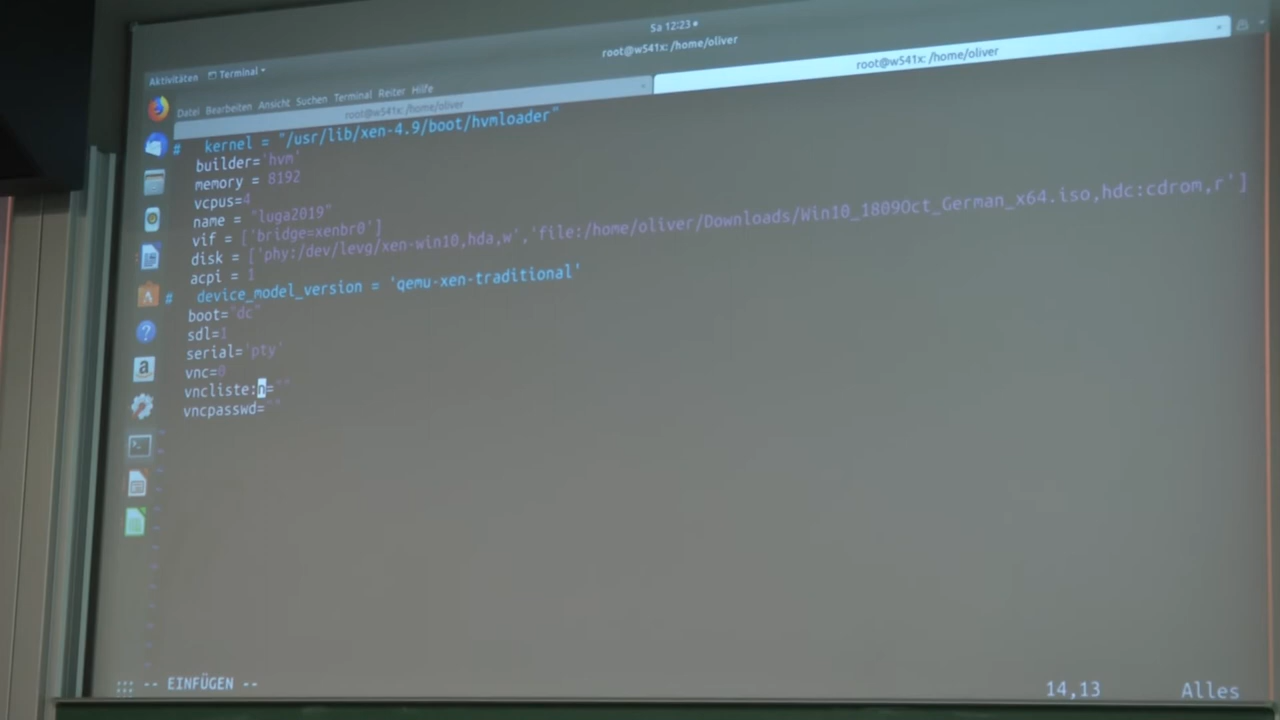 Sa 12:23
root@w541x: /home/oliver
Aktivitäten Terminal
root@w541x: /home/oliver
Datei Bearbeiten Ansicht Suchen Terminal Reiter Hilfe
root@w541x: /home/oliver
# kernel = "/usr/lib/xen-4.9/boot/hvmloader"
builder='hvm'
memory = 8192
vcpus=4
name = "luga2019"
vif = ['bridge=xenbr0']
disk = ['phy:/dev/levg/xen-win10,hda,w','file:/home/oliver/Downloads/Win10_1809Oct_German_x64.iso,hdc:cdrom,r']
acpi = 1
# device_model_version = 'qemu-xen-traditional'
boot="dc"
sdl=1
serial='pty'
vnc=0
vncliste:n=""
vncpasswd=""
-- EINFÜGEN -- 14,13 Alles